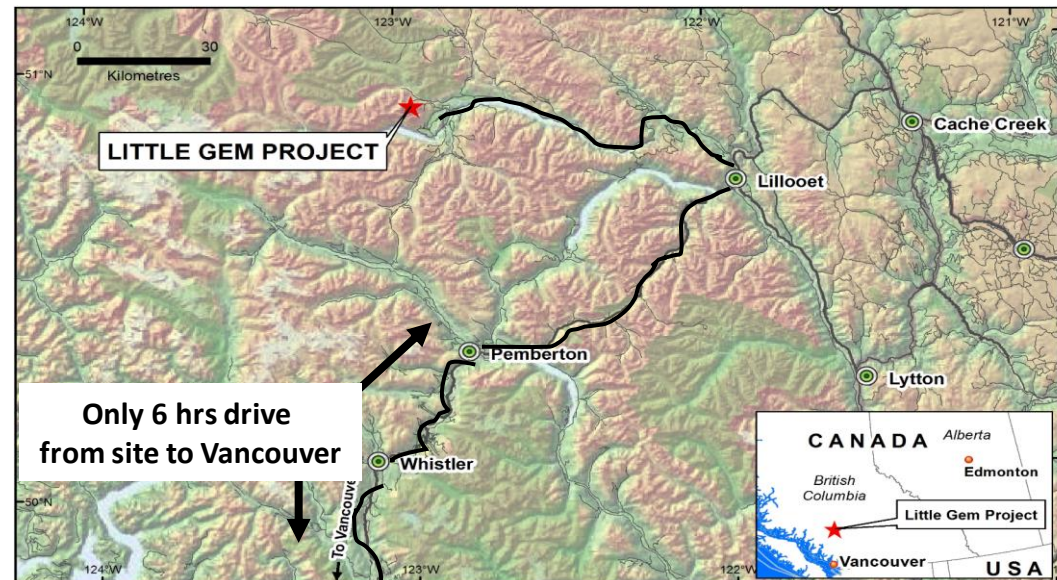 124°W
123°W
122°W
121°W
0
30
Kilometres
51°N
LITTLE GEM PROJECT
Cache Creek
Lillooet
Pemberton
Lytton
Only 6 hrs drive
from site to Vancouver
Whistler
50°N
To Vancouver
124°W
123°W
122°W
CANADA
Alberta
Edmonton
British
Columbia
Little Gem Project
Vancouver
USA